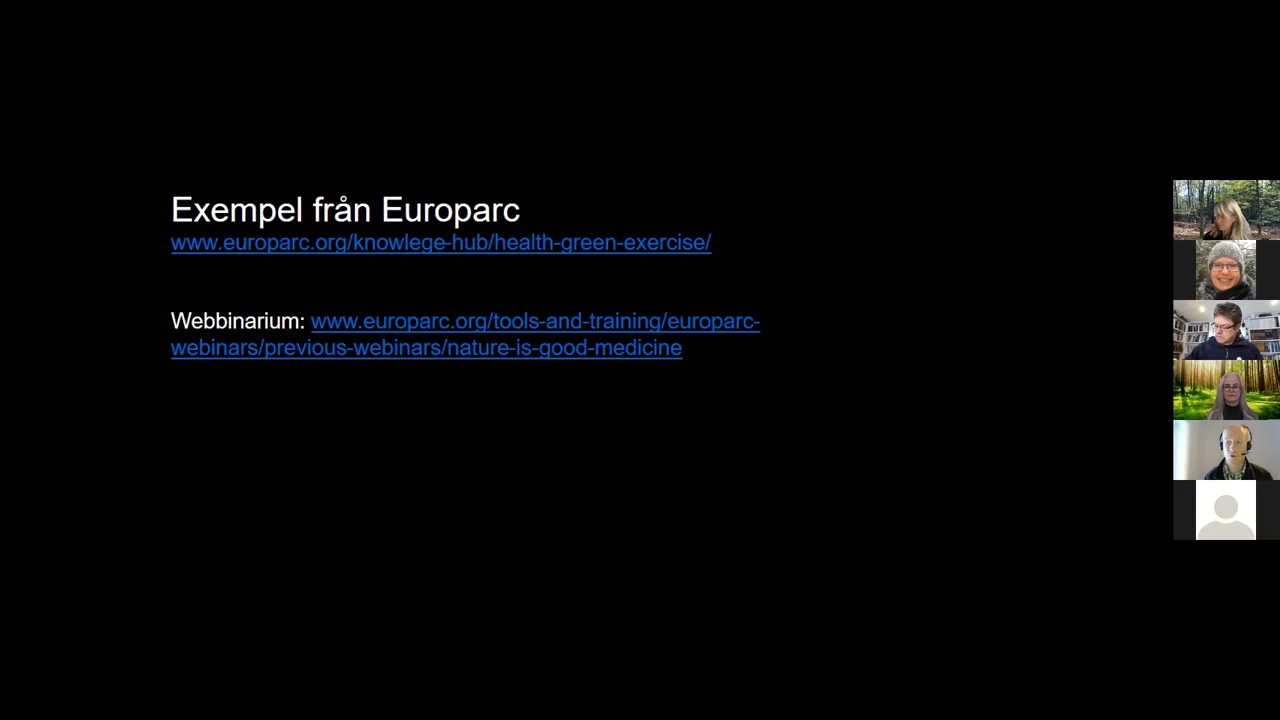 Exempel från Europarc
www.europarc.org/knowlege-hub/health-green-exercise/
Webbinarium: www.europarc.org/tools-and-training/europarc-
webinars/previous-webinars/nature-is-good-medicine